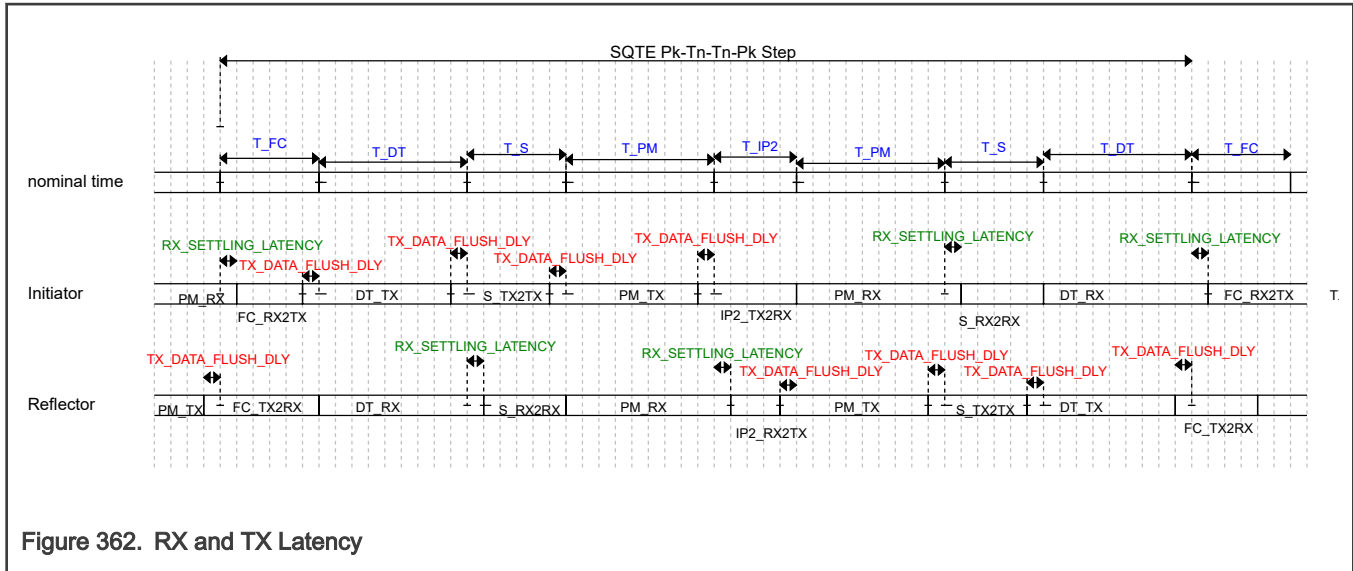 SQTE Pk-Tn-Tn-Pk Step
T_FC
T_DT
T_S
T_PM
T_IP2
T_PM
T_S
T_DT
T_FC
nominal time
RX_SETTLING_LATENCY
TX_DATA_FLUSH_DLY
TX_DATA_FLUSH_DLY
TX_DATA_FLUSH_DLY
TX_DATA_FLUSH_DLY
RX_SETTLING_LATENCY
RX_SETTLING_LATENCY
Initiator
PM_RX
FC_RX2TX
DT_TX
S_TX2TX
PM_TX
IP2_TX2RX
PM_RX
S_RX2RX
DT_RX
FC_RX2TX
T.
TX_DATA_FLUSH_DLY
RX_SETTLING_LATENCY
RX_SETTLING_LATENCY
TX_DATA_FLUSH_DLY
TX_DATA_FLUSH_DLY
TX_DATA_FLUSH_DLY
TX_DATA_FLUSH_DLY
Reflector
PM_TX
FC_TX2RX
DT_RX
S_RX2RX
PM_RX
IP2_RX2TX
PM_TX
S_TX2TX
DT_TX
FC_TX2RX
Figure 362. RX and TX Latency